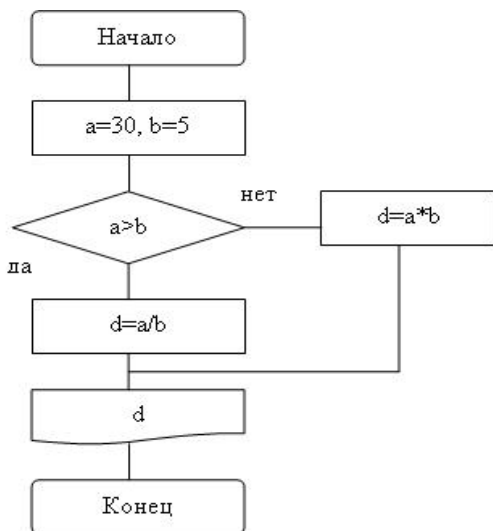 Начало
a=30, b=5
a>b
нет
d=a*b
да
d=a/b
d
Конец